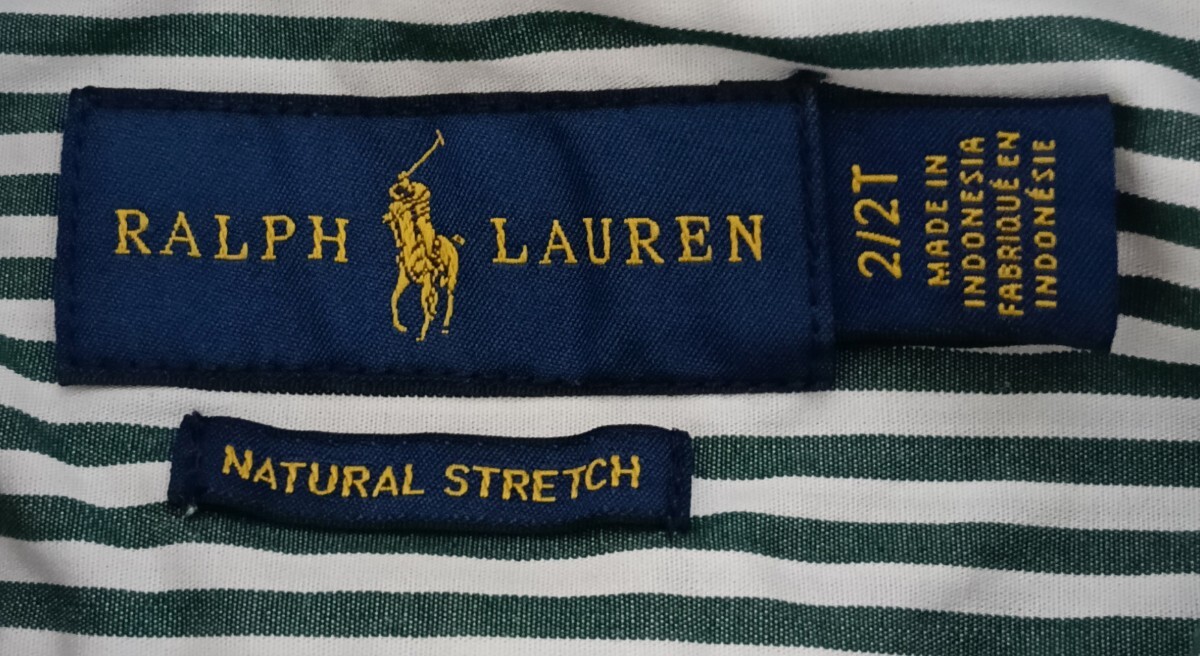 RALPH LAUREN
2/2T
MADE IN
INDONESIA
FABRIQUÉ EN
INDONÉSIE
NATURAL STRETCH